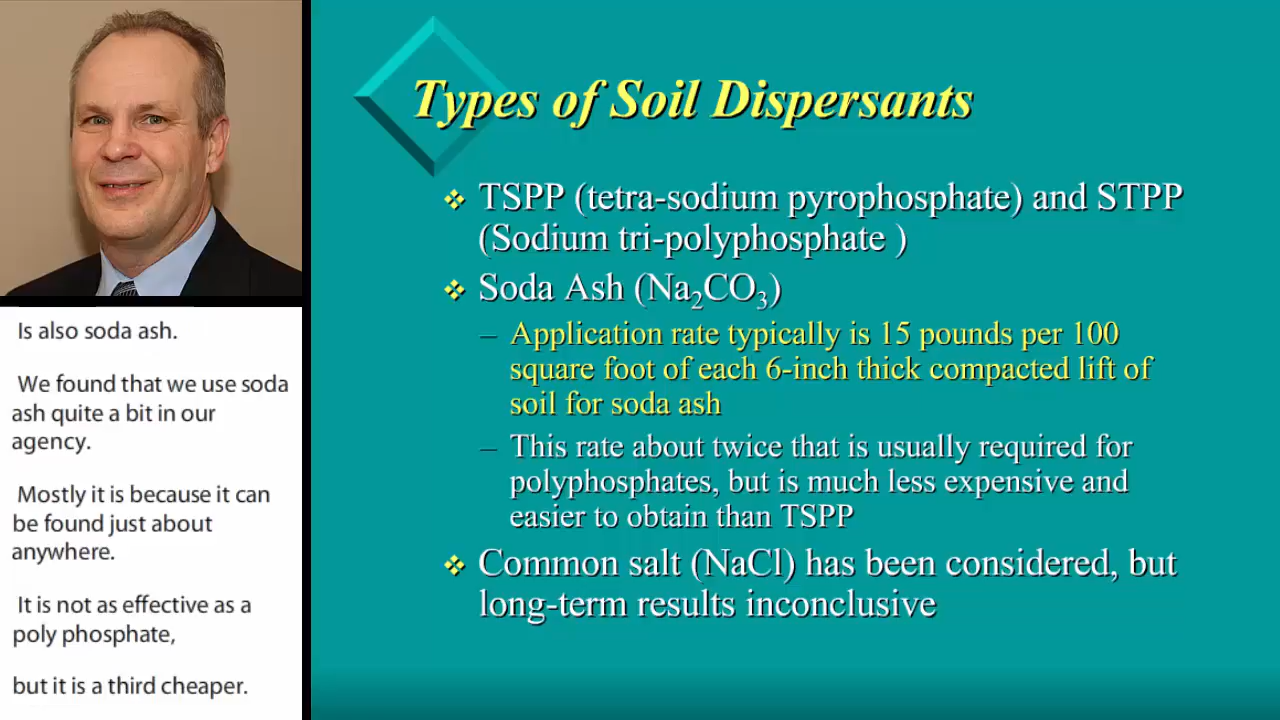 Types of Soil Dispersants
❖ TSPP (tetra-sodium pyrophosphate) and STPP
(Sodium tri-polyphosphate )
❖ Soda Ash (Na₂CO₃)
– Application rate typically is 15 pounds per 100
square foot of each 6-inch thick compacted lift of
soil for soda ash
– This rate about twice that is usually required for
polyphosphates, but is much less expensive and
easier to obtain than TSPP
❖ Common salt (NaCl) has been considered, but
long-term results inconclusive
Is also soda ash.
We found that we use soda
ash quite a bit in our
agency.
Mostly it is because it can
be found just about
anywhere.
It is not as effective as a
poly phosphate,
but it is a third cheaper.